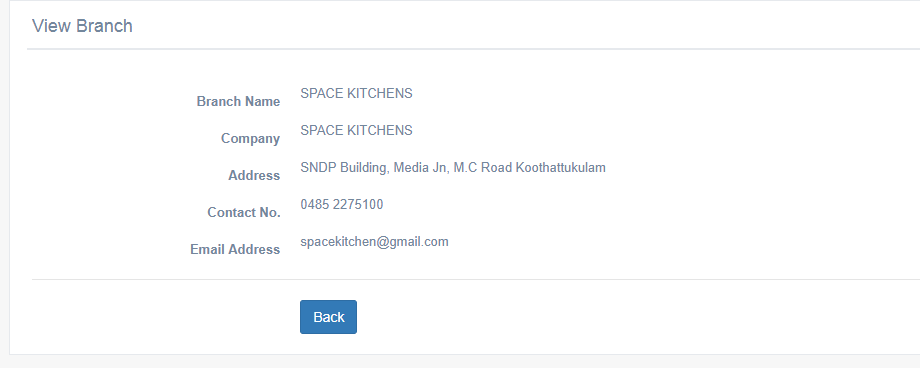 View Branch
Branch Name SPACE KITCHENS
Company SPACE KITCHENS
Address SNDP Building, Media Jn, M.C Road Koothattukulam
Contact No. 0485 2275100
Email Address spacekitchen@gmail.com
Back